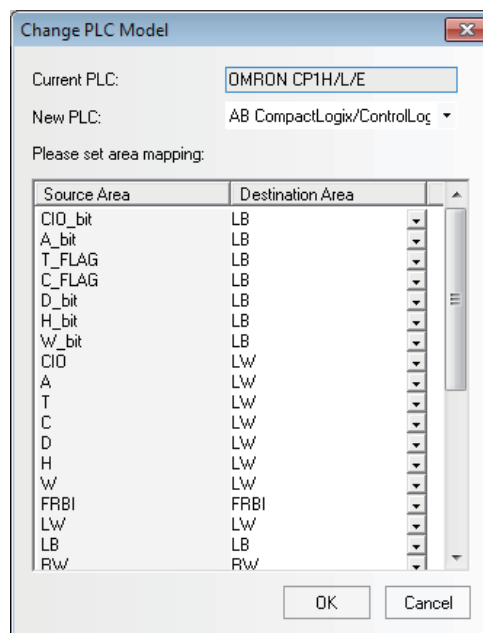 Change PLC Model
Current PLC: OMRON CP1H/L/E
New PLC: AB CompactLogix/ControlLog
Please set area mapping:
Source Area Destination Area
CIO_bit LB
A_bit LB
T_FLAG LB
C_FLAG LB
D_bit LB
H_bit LB
W_bit LB
CIO LW
A LW
T LW
C LW
D LW
H LW
W LW
FRBI FRBI
LW LW
LB LB
RW RW
OK Cancel